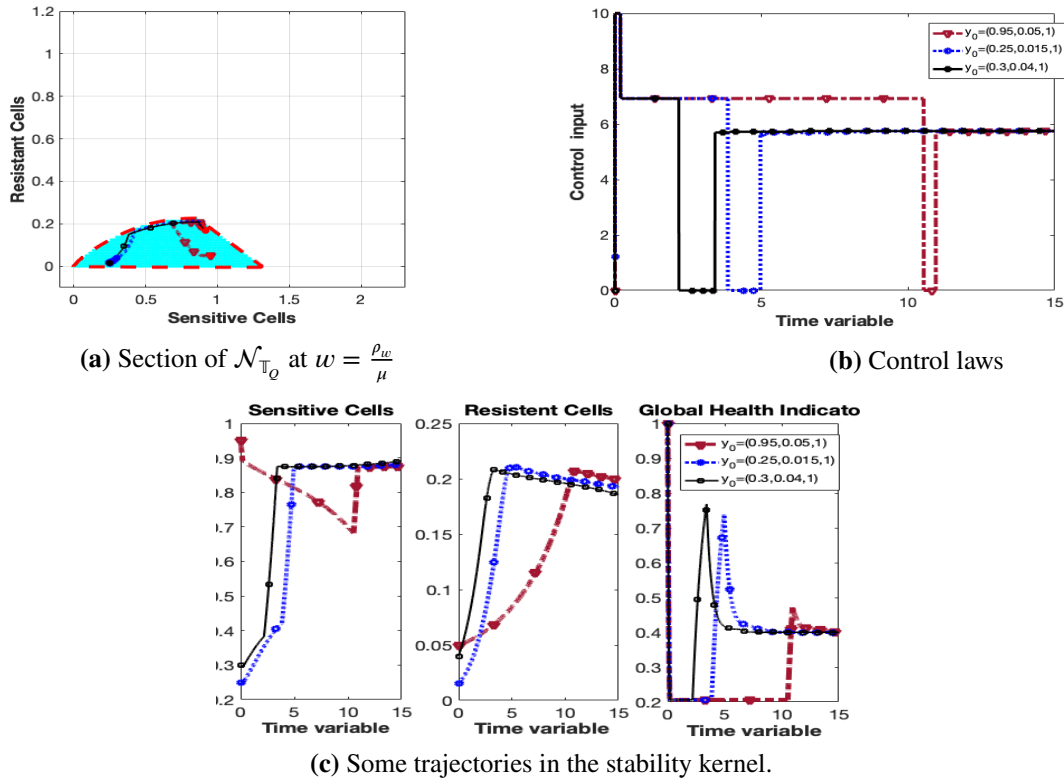 1.2
1
0.8
0.6
0.4
0.2
0
Resistant Cells
0 0.5 1 1.5 2
Sensitive Cells
(a) Section of 𝒩_{𝕋_Q} at w = ρ_w/μ
10
8
6
4
2
0
Control input
y₀=(0.95,0.05,1)
y₀=(0.25,0.015,1)
y₀=(0.3,0.04,1)
0 5 10 15
Time variable
(b) Control laws
Sensitive Cells
1
0.9
0.8
0.7
0.6
0.5
0.4
0.3
0.2
0 5 10 15
Time variable
Resistent Cells
0.25
0.2
0.15
0.1
0.05
0
0 5 10 15
Time variable
Global Health Indicato
1
0.9
0.8
0.7
0.6
0.5
0.4
0.3
0.2
y₀=(0.95,0.05,1)
y₀=(0.25,0.015,1)
y₀=(0.3,0.04,1)
0 5 10 15
Time variable
(c) Some trajectories in the stability kernel.